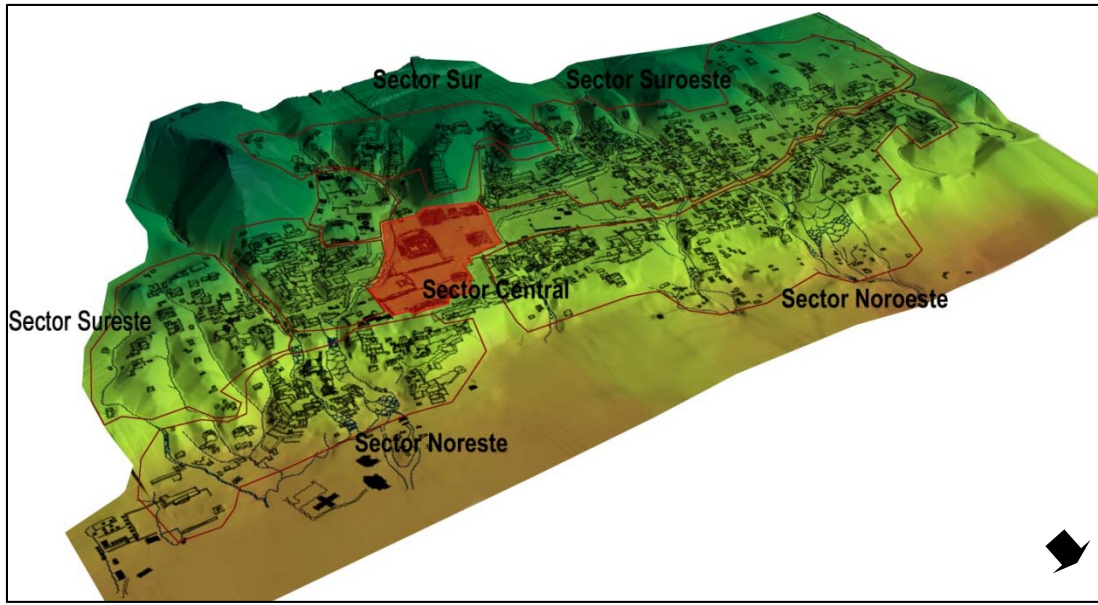 Sector Sur
Sector Suroeste
Sector Central
Sector Noroeste
Sector Sureste
Sector Noreste